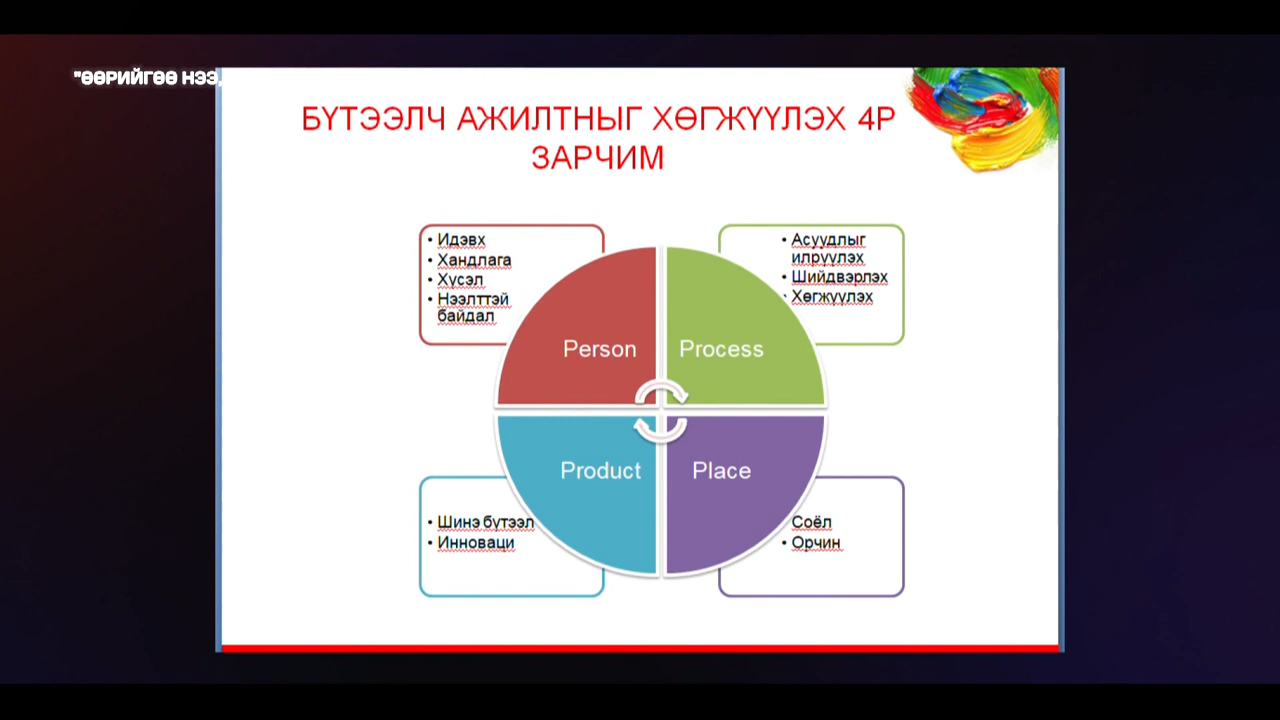 "ӨӨРИЙГӨӨ НЭЭ
БҮТЭЭЛЧ АЖИЛТНЫГ ХӨГЖҮҮЛЭХ 4P
ЗАРЧИМ
• Идэвх
• Хандлага
• Хүсэл
• Нээлттэй
байдал
• Асуудлыг
илрүүлэх
• Шийдвэрлэх
• Хөгжүүлэх
Person
Process
Product
Place
• Шинэ бүтээл
• Инноваци
Соёл
• Орчин